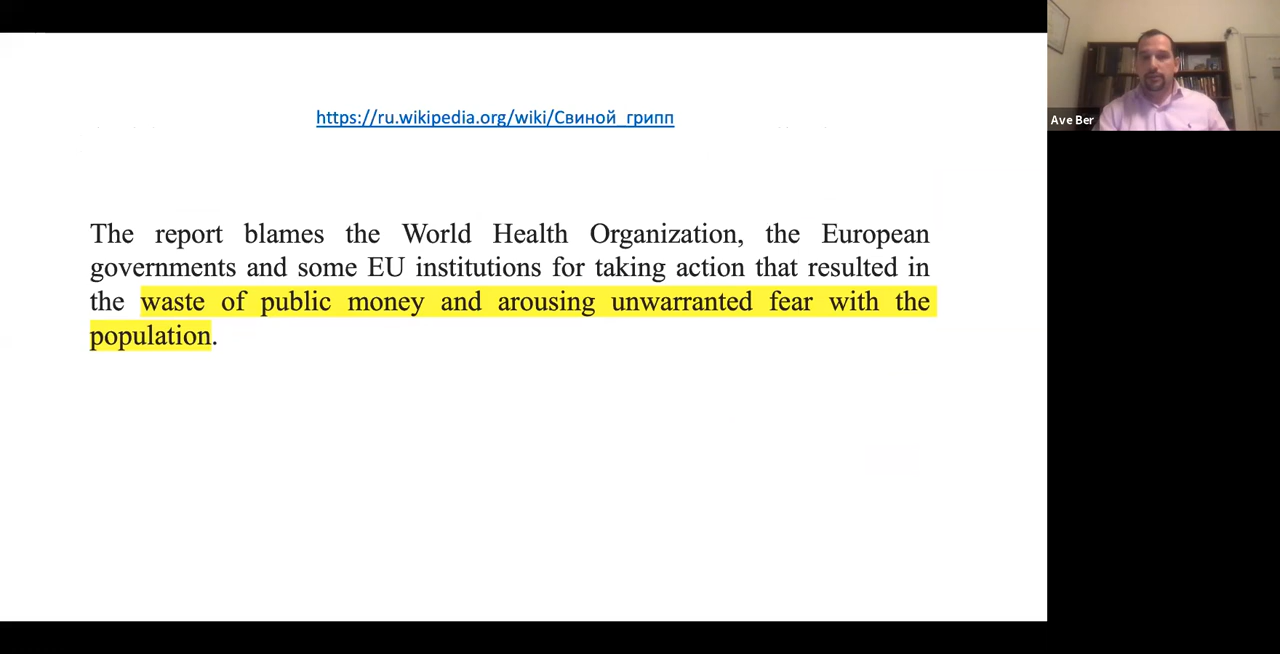 https://ru.wikipedia.org/wiki/Свиной_грипп
The report blames the World Health Organization, the European
governments and some EU institutions for taking action that resulted in
the waste of public money and arousing unwarranted fear with the
population.
Ave Ber